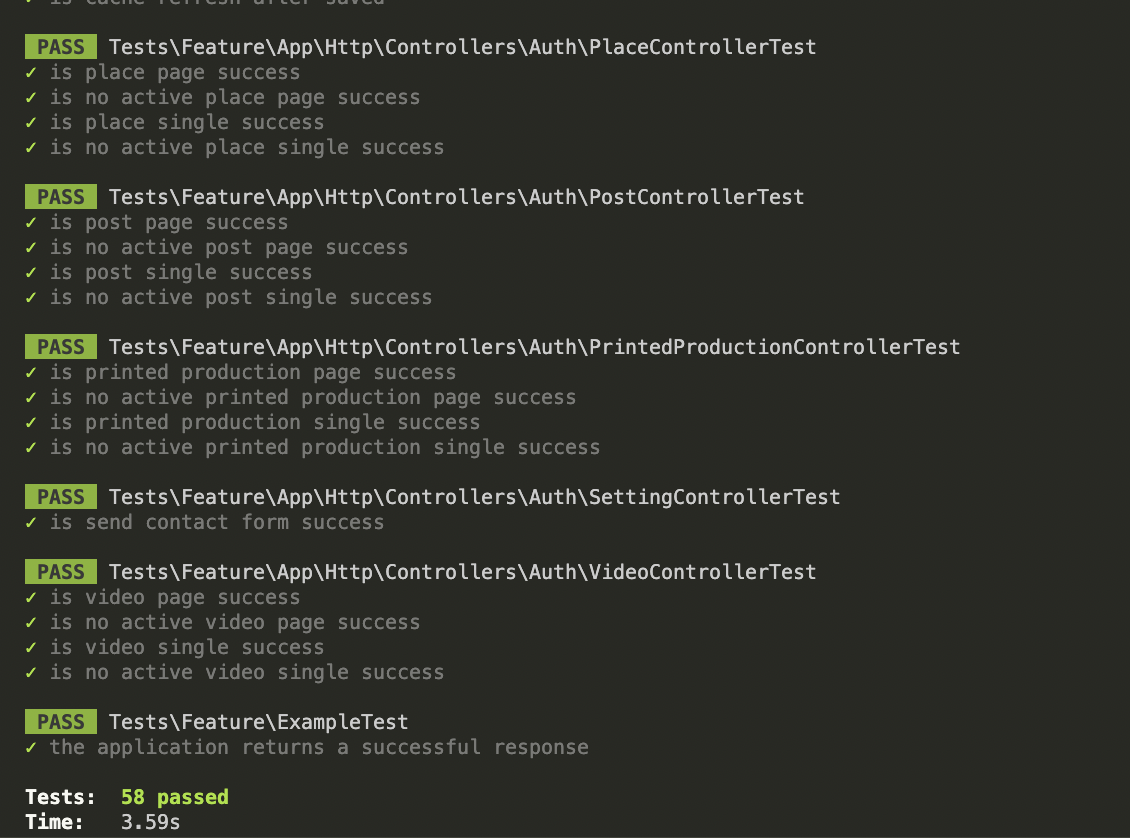 ✓ is cache refresh after saved
PASS Tests\Feature\App\Http\Controllers\Auth\PlaceControllerTest
✓ is place page success
✓ is no active place page success
✓ is place single success
✓ is no active place single success
PASS Tests\Feature\App\Http\Controllers\Auth\PostControllerTest
✓ is post page success
✓ is no active post page success
✓ is post single success
✓ is no active post single success
PASS Tests\Feature\App\Http\Controllers\Auth\PrintedProductionControllerTest
✓ is printed production page success
✓ is no active printed production page success
✓ is printed production single success
✓ is no active printed production single success
PASS Tests\Feature\App\Http\Controllers\Auth\SettingControllerTest
✓ is send contact form success
PASS Tests\Feature\App\Http\Controllers\Auth\VideoControllerTest
✓ is video page success
✓ is no active video page success
✓ is video single success
✓ is no active video single success
PASS Tests\Feature\ExampleTest
✓ the application returns a successful response
Tests: 58 passed
Time: 3.59s